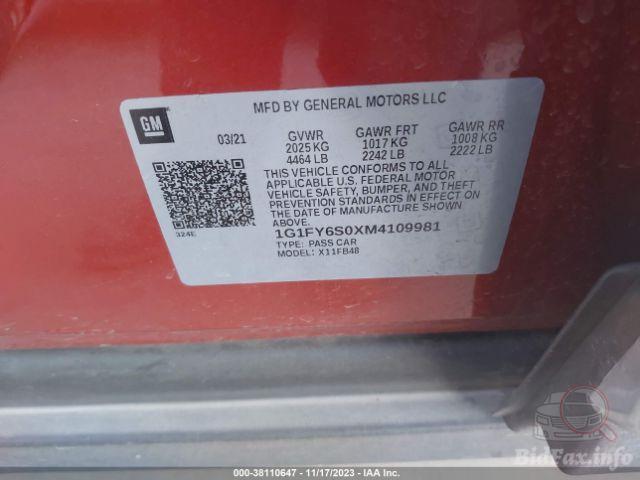 MFD BY GENERAL MOTORS LLC
GM
03/21 GVWR GAWR FRT GAWR RR
2025 KG 1017 KG 1008 KG
4464 LB 2242 LB 2222 LB
THIS VEHICLE CONFORMS TO ALL
APPLICABLE U.S. FEDERAL MOTOR
VEHICLE SAFETY, BUMPER, AND THEFT
PREVENTION STANDARDS IN EFFECT ON
THE DATE OF MANUFACTURE SHOWN
ABOVE.
324E
1G1FY6S0XM4109981
TYPE: PASS CAR
MODEL: X11FB48
BidFax.info
000-38110647 - 11/17/2023 - IAA Inc.